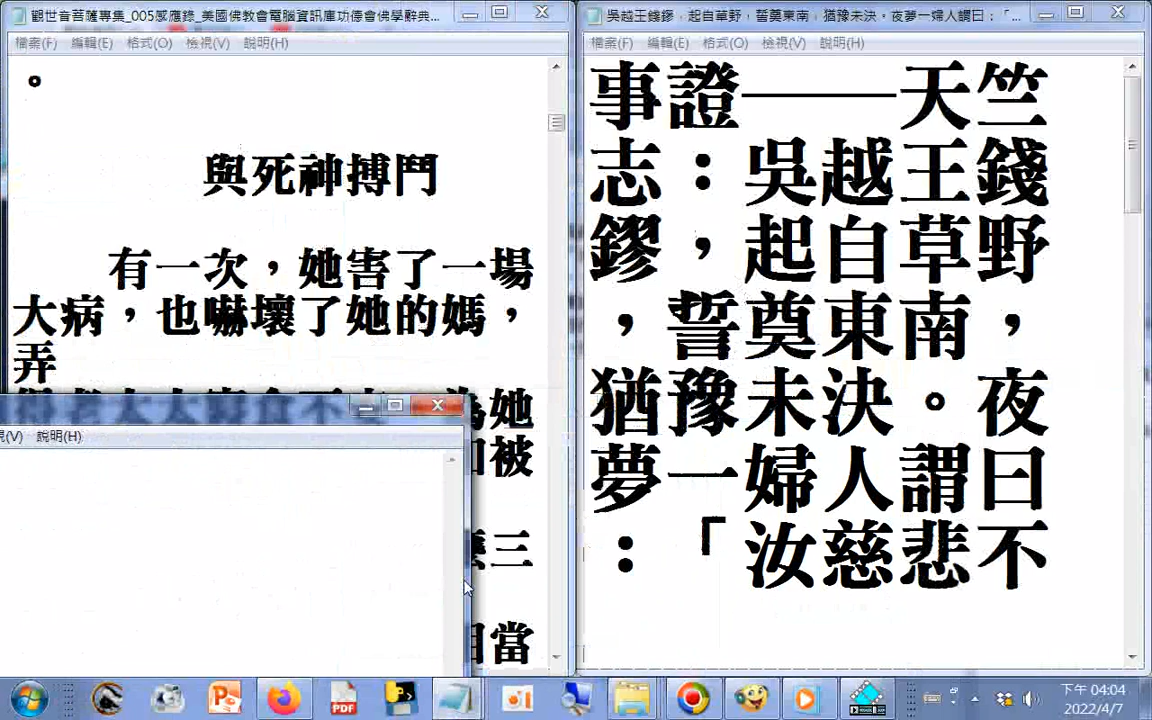 觀世音菩薩專集_005感應錄_美國佛教會電腦資訊庫功德會佛學辭典...
檔案(F) 編輯(E) 格式(O) 檢視(V) 說明(H)
。
與死神搏鬥
有一次，她害了一場
大病，也嚇壞了她的媽，
弄
為她
被
三
當
(V) 說明(H)
吳越王錢鏐，起自草野，誓奠東南，猶豫未決，夜夢一婦人謂曰：「...
檔案(F) 編輯(E) 格式(O) 檢視(V) 說明(H)
事證——天竺
志：吳越王錢
鏐，起自草野
，誓奠東南，
猶豫未決。夜
夢一婦人謂曰
：「汝慈悲不
PDF
下午 04:04
2022/4/7